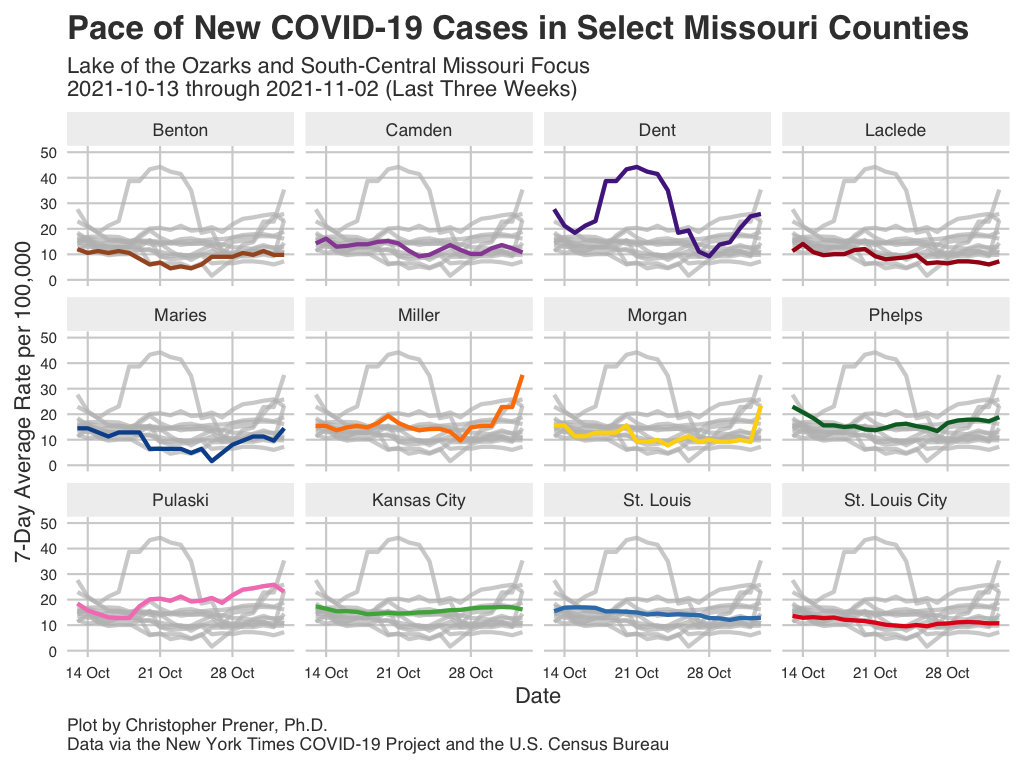 Pace of New COVID-19 Cases in Select Missouri Counties
Lake of the Ozarks and South-Central Missouri Focus
2021-10-13 through 2021-11-02 (Last Three Weeks)
Benton Camden Dent Laclede
50
40
30
20
10
0
Maries Miller Morgan Phelps
50
40
30
20
10
0
7-Day Average Rate per 100,000
Pulaski Kansas City St. Louis St. Louis City
50
40
30
20
10
0
14 Oct 21 Oct 28 Oct 14 Oct 21 Oct 28 Oct 14 Oct 21 Oct 28 Oct 14 Oct 21 Oct 28 Oct
Date
Plot by Christopher Prener, Ph.D.
Data via the New York Times COVID-19 Project and the U.S. Census Bureau